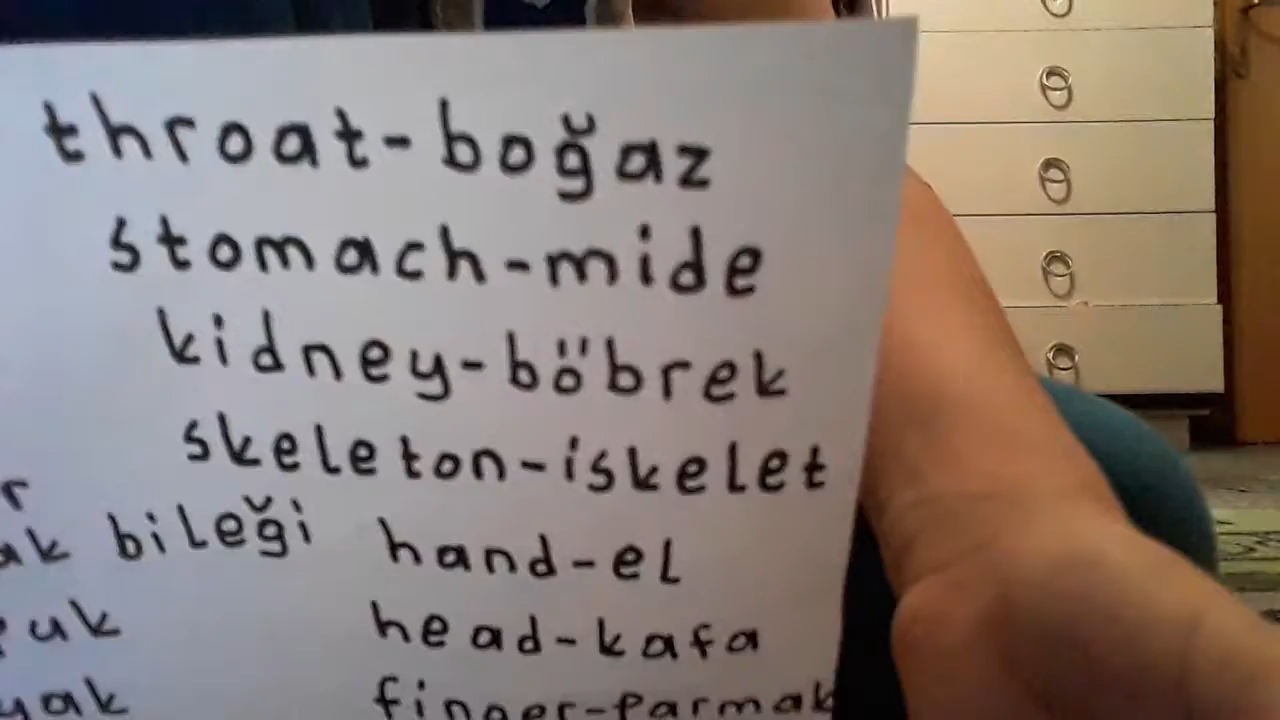 throat-boğaz
stomach-mide
kidney-böbrek
skeleton-iskelet
bileği hand-el
head-kafa
finger-parmak